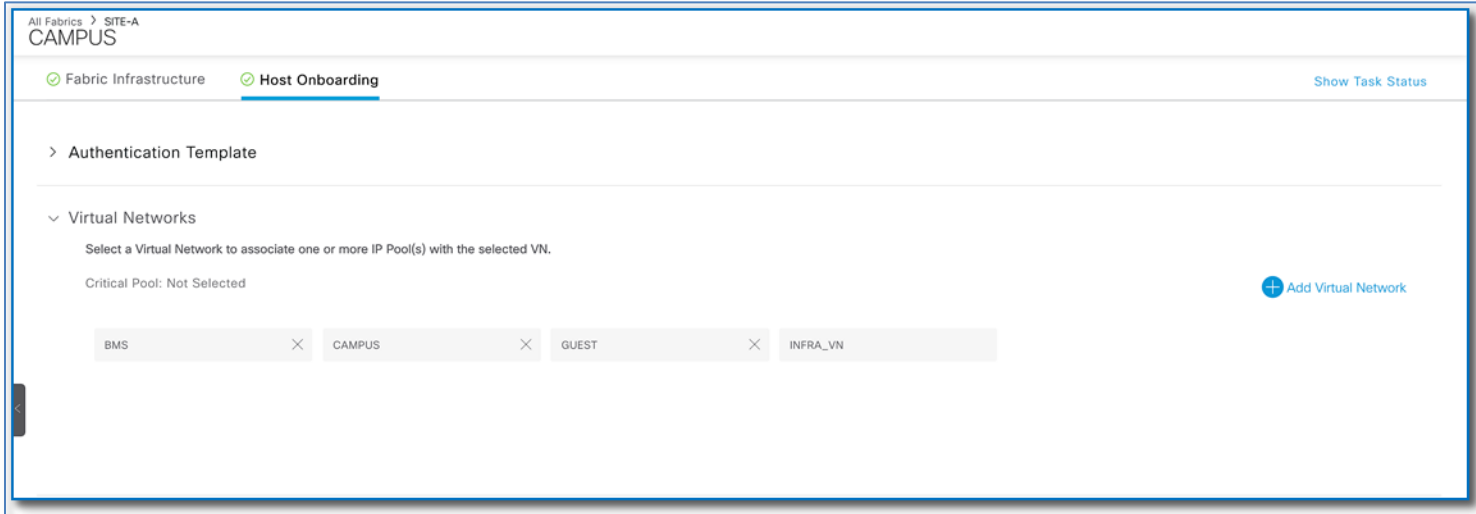 All Fabrics > SITE-A
CAMPUS
Fabric Infrastructure Host Onboarding Show Task Status
Authentication Template
Virtual Networks
Select a Virtual Network to associate one or more IP Pool(s) with the selected VN.
Critical Pool: Not Selected
Add Virtual Network
BMS CAMPUS GUEST INFRA_VN